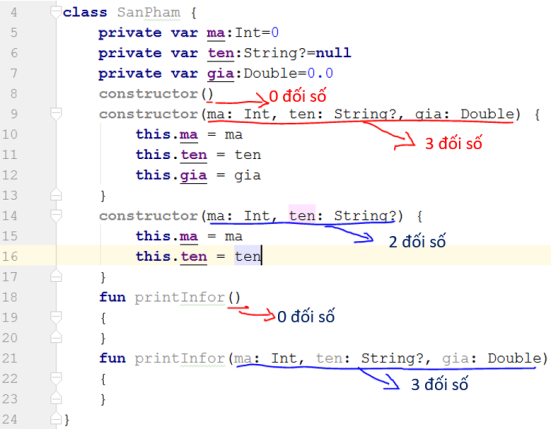 4 class SanPham {
5 private var ma:Int=0
6 private var ten:String?=null
7 private var gia:Double=0.0
8 constructor()
0 đối số
9 constructor(ma: Int, ten: String?, gia: Double) {
10 this.ma = ma
3 đối số
11 this.ten = ten
12 this.gia = gia
13 }
14 constructor(ma: Int, ten: String?) {
15 this.ma = ma
2 đối số
16 this.ten = ten
17 }
18 fun printInfor()
19 {
0 đối số
20 }
21 fun printInfor(ma: Int, ten: String?, gia: Double)
22 {
3 đối số
23 }
24 }